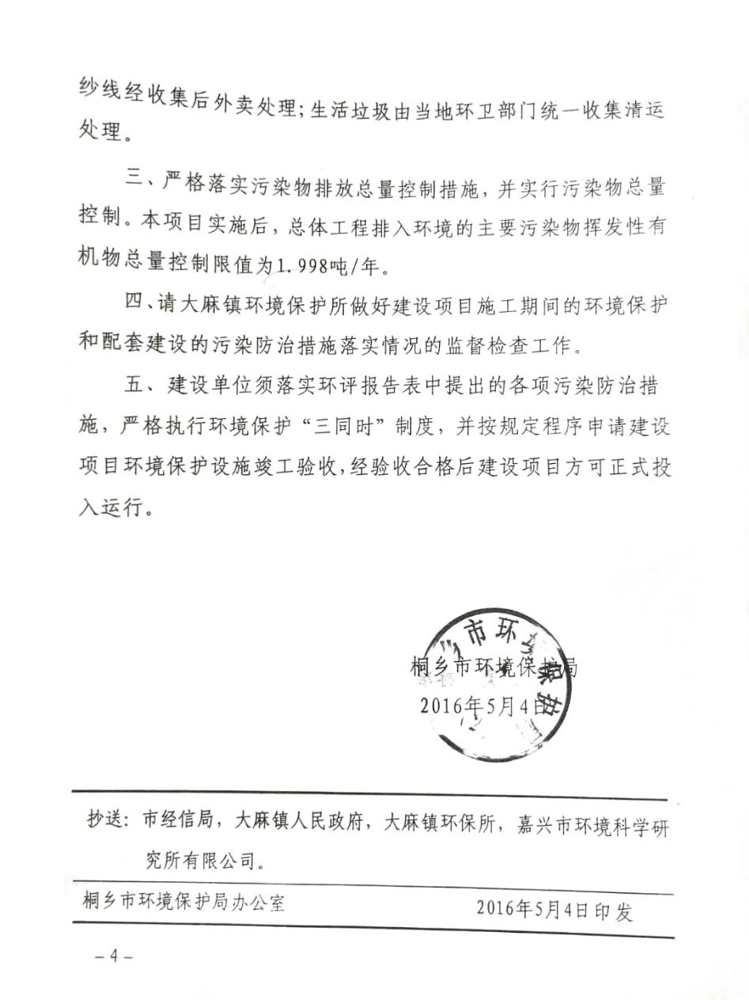 纱线经收集后外卖处理;生活垃圾由当地环卫部门统一收集清运
处理。
三、严格落实污染物排放总量控制措施,并实行污染物总量
控制。本项目实施后,总体工程排入环境的主要污染物挥发性有
机物总量控制限值为1.998吨/年。
四、请大麻镇环境保护所做好建设项目施工期间的环境保护
和配套建设的污染防治措施落实情况的监督检查工作。
五、建设单位须落实环评报告表中提出的各项污染防治措
施,严格执行环境保护“三同时”制度,并按规定程序申请建设
项目环境保护设施竣工验收,经验收合格后建设项目方可正式投
入运行。
市环
保护
桐乡市环境保护局
2016年5月4日
抄送:市经信局,大麻镇人民政府,大麻镇环保所,嘉兴市环境科学研
究所有限公司。
桐乡市环境保护局办公室 2016年5月4日印发
-4-